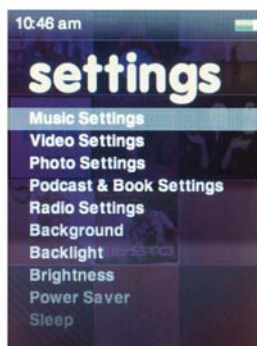 10:46 am
settings
Music Settings
Video Settings
Photo Settings
Podcast & Book Settings
Radio Settings
Background
Backlight
Brightness
Power Saver
Sleep